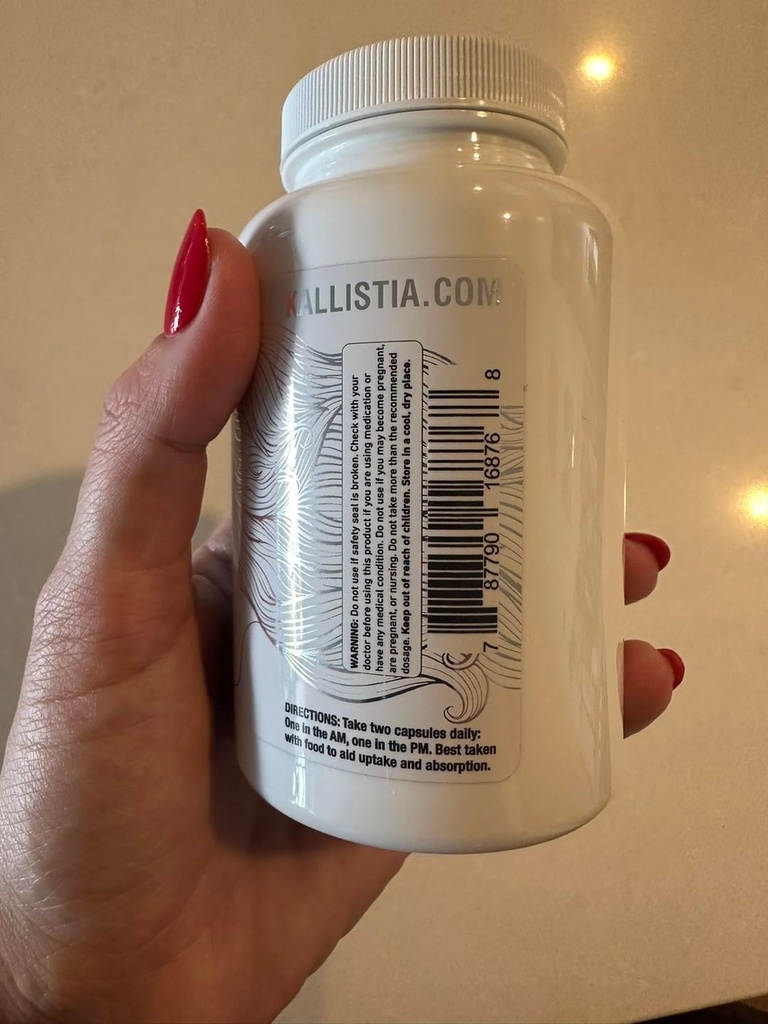 KALLISTIA.COM
WARNING: Do not use if safety seal is broken. Check with your
doctor before using this product if you are using medication or
have any medical condition. Do not use if you may become pregnant,
are pregnant, or nursing. Do not take more than the recommended
dosage. Keep out of reach of children. Store in a cool, dry place.
7 87790 16876 8
DIRECTIONS: Take two capsules daily:
One in the AM, one in the PM. Best taken
with food to aid uptake and absorption.